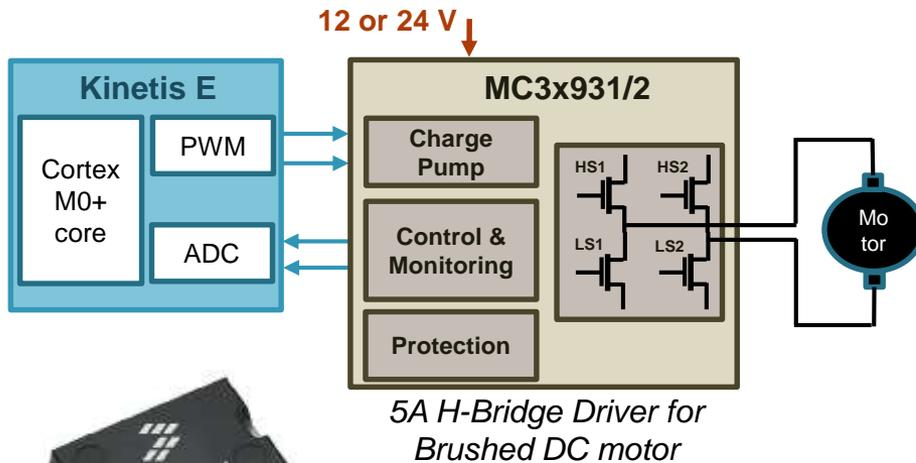 12 or 24 V
Kinetis E
Cortex
M0+
core
PWM
ADC
MC3x931/2
Charge
Pump
Control &
Monitoring
Protection
HS1
HS2
LS1
LS2
Mo
tor
5A H-Bridge Driver for
Brushed DC motor